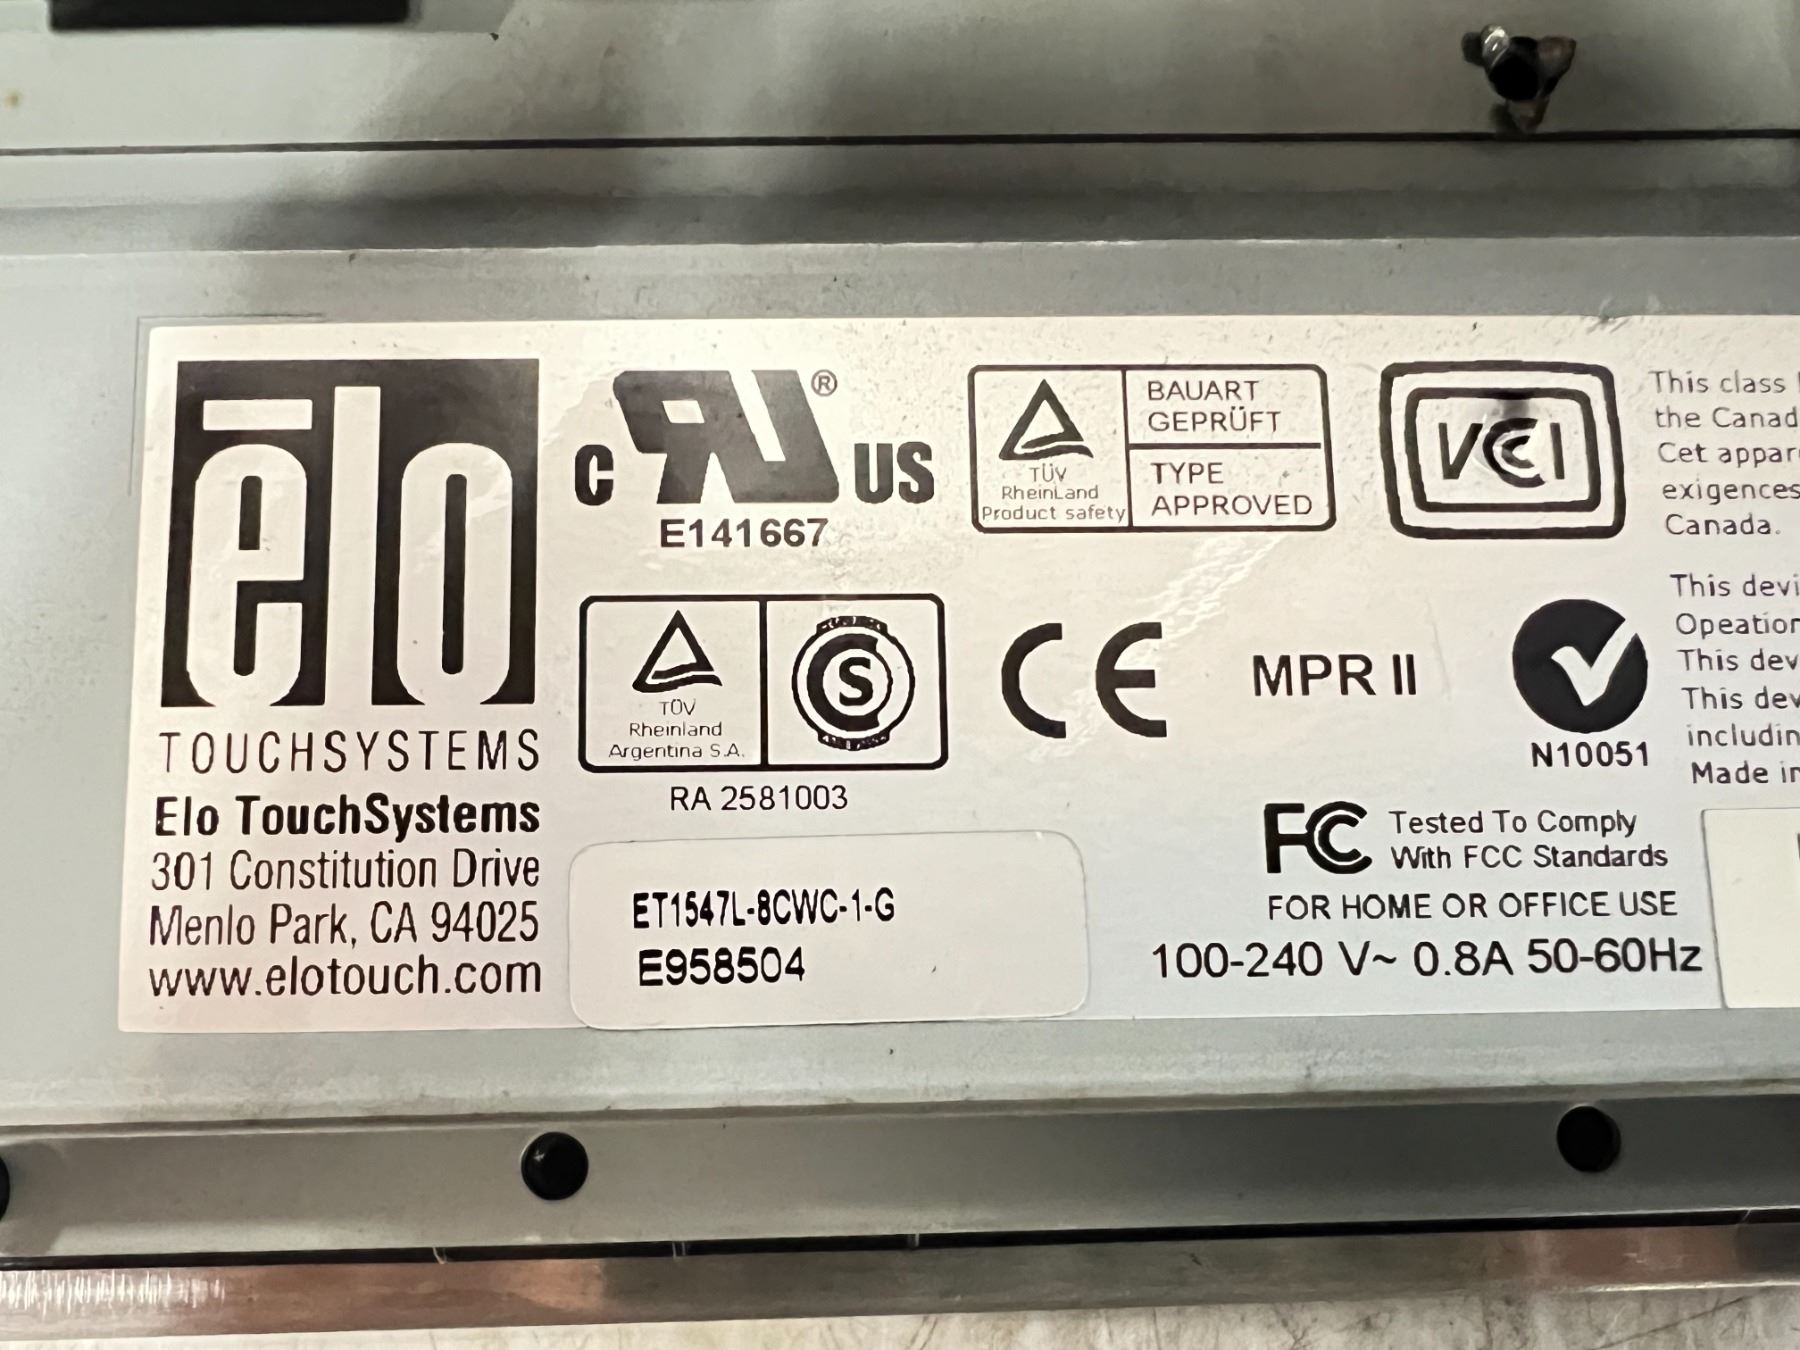 elo
TOUCHSYSTEMS
Elo TouchSystems
301 Constitution Drive
Menlo Park, CA 94025
www.elotouch.com
C RU ® US
E141667
TÜV
RheinLand
Product safety
BAUART
GEPRÜFT
TYPE
APPROVED
VCCI
TÜV
Rheinland
Argentina S.A.
S
RA 2581003
CE
MPR II
N10051
FC
Tested To Comply
With FCC Standards
FOR HOME OR OFFICE USE
100-240 V~ 0.8A 50-60Hz
ET1547L-8CWC-1-G
E958504
This class
the Canad
Cet appar
exigences
Canada.
This devi
Opeation
This dev
This dev
includin
Made in